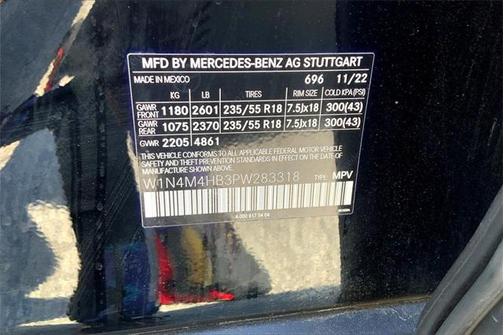 MFD BY MERCEDES-BENZ AG STUTTGART
MADE IN MEXICO 696 11/22
KG LB TIRES RIM SIZE COLD KPA (PSI)
GAWR FRONT 1180 2601 235/55 R18 7.5Jx18 300(43)
GAWR REAR 1075 2370 235/55 R18 7.5Jx18 300(43)
GVWR 2205 4861
THIS VEHICLE CONFORMS TO ALL APPLICABLE FEDERAL MOTOR VEHICLE
SAFETY AND THEFT PREVENTION STANDARDS IN EFFECT ON THE DATE OF
MANUFACTURE SHOWN ABOVE.
W1N4M4HB3PW283318 TYPE: MPV